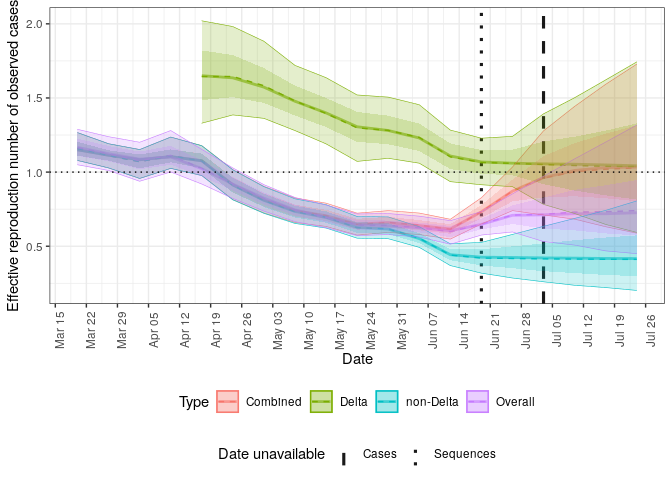 Effective reproduction number of observed cases
2.0
1.5
1.0
0.5
Mar 15
Mar 22
Mar 29
Apr 05
Apr 12
Apr 19
Apr 26
May 03
May 10
May 17
May 24
May 31
Jun 07
Jun 14
Jun 21
Jun 28
Jul 05
Jul 12
Jul 19
Jul 26
Date
Type Combined Delta non-Delta Overall
Date unavailable Cases Sequences